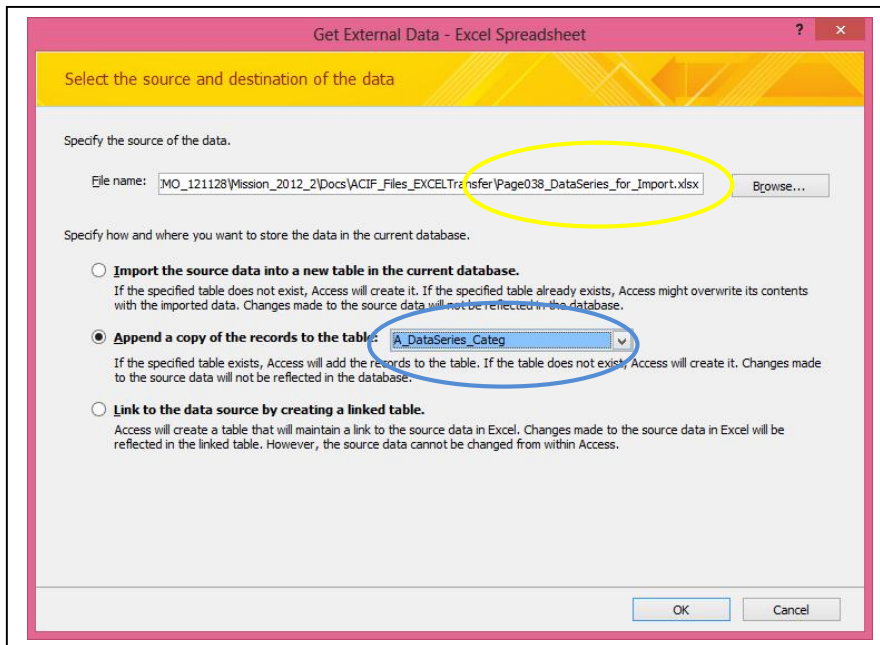 Get External Data - Excel Spreadsheet
? ×
Select the source and destination of the data
Specify the source of the data.
File name: MO_121128\Mission_2012_2\Docs\ACIF_Files_EXCELTransfer\Page038_DataSeries_for_Import.xlsx Browse...
Specify how and where you want to store the data in the current database.
Import the source data into a new table in the current database.
If the specified table does not exist, Access will create it. If the specified table already exists, Access might overwrite its contents
with the imported data. Changes made to the source data will not be reflected in the database.
Append a copy of the records to the table: A_DataSeries_Categ
If the specified table exists, Access will add the records to the table. If the table does not exist, Access will create it. Changes made
to the source data will not be reflected in the database.
Link to the data source by creating a linked table.
Access will create a table that will maintain a link to the source data in Excel. Changes made to the source data in Excel will be
reflected in the linked table. However, the source data cannot be changed from within Access.
OK Cancel